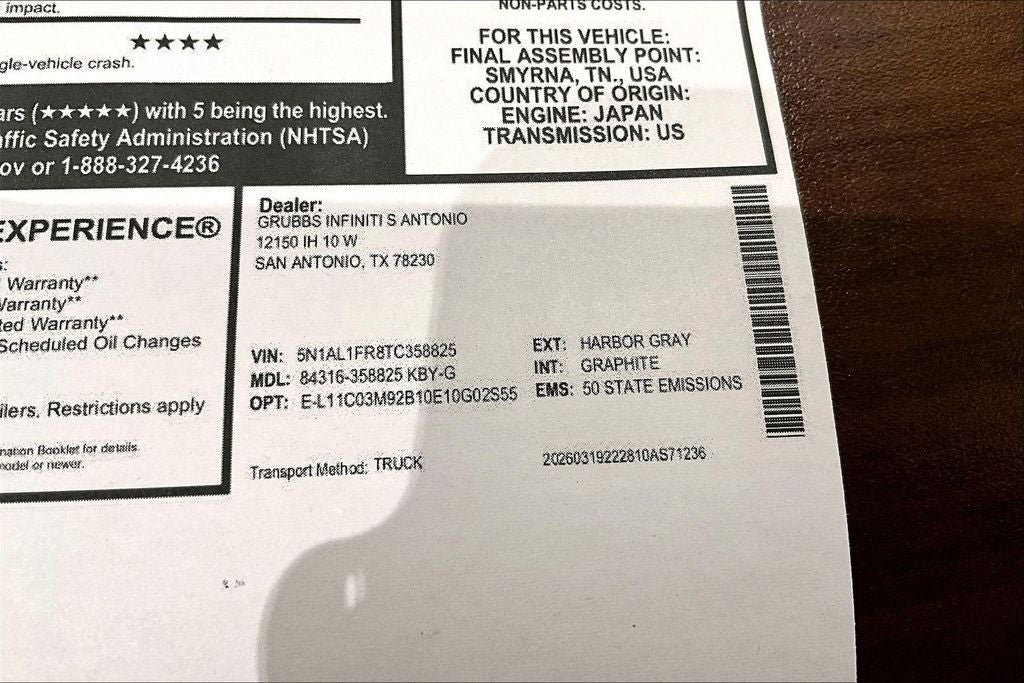 impact.
★★★★
gle-vehicle crash.
ars (★★★★★) with 5 being the highest.
affic Safety Administration (NHTSA)
ov or 1-888-327-4236
NON-PARTS COSTS.
FOR THIS VEHICLE:
FINAL ASSEMBLY POINT:
SMYRNA, TN., USA
COUNTRY OF ORIGIN:
ENGINE: JAPAN
TRANSMISSION: US
EXPERIENCE®
s:
Warranty**
Warranty**
ted Warranty**
Scheduled Oil Changes
ilers. Restrictions apply
mation Booklet for details.
model or newer.
Dealer:
GRUBBS INFINITI S ANTONIO
12150 IH 10 W
SAN ANTONIO, TX 78230
VIN: 5N1AL1FR8TC358825
MDL: 84316-358825 KBY-G
OPT: E-L11C03M92B10E10G02S55
EXT: HARBOR GRAY
INT: GRAPHITE
EMS: 50 STATE EMISSIONS
Transport Method: TRUCK
20260319222810AS71236